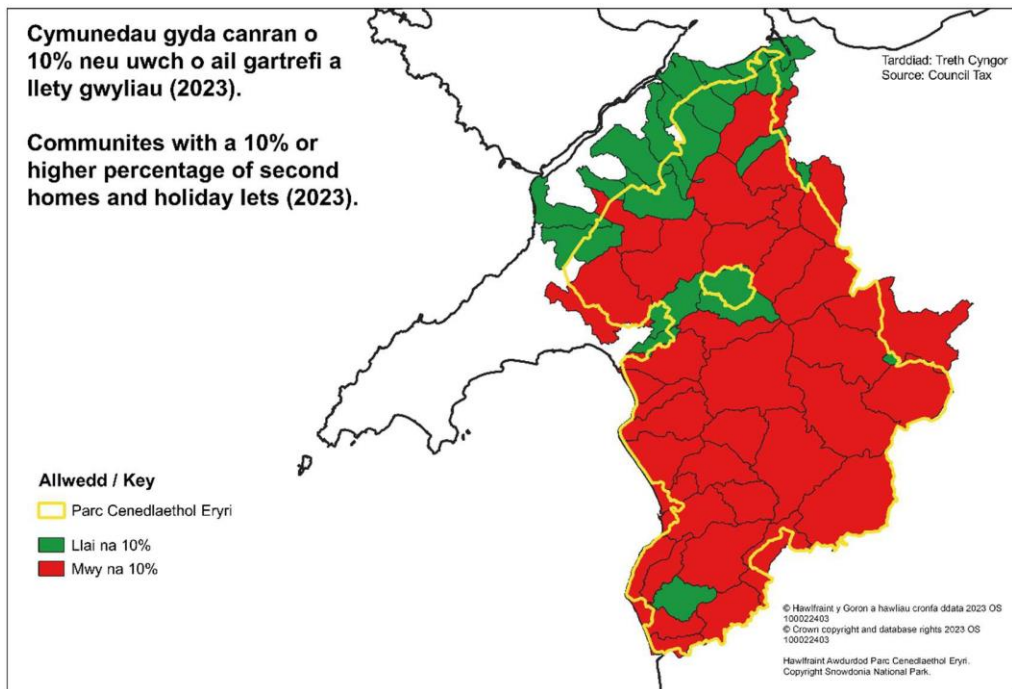 Cymunedau gyda canran o
10% neu uwch o ail gartrefi a
llety gwyliau (2023).
Communites with a 10% or
higher percentage of second
homes and holiday lets (2023).
Tarddiad: Treth Cyngor
Source: Council Tax
Allwedd / Key
Parc Cenedlaethol Eryri
Llai na 10%
Mwy na 10%
© Hawlfraint y Goron a hawliau cronfa ddata 2023 OS
100022403
© Crown copyright and database rights 2023 OS
100022403
Hawlfraint Awdurdod Parc Cenedlaethol Eryri.
Copyright Snowdonia National Park.